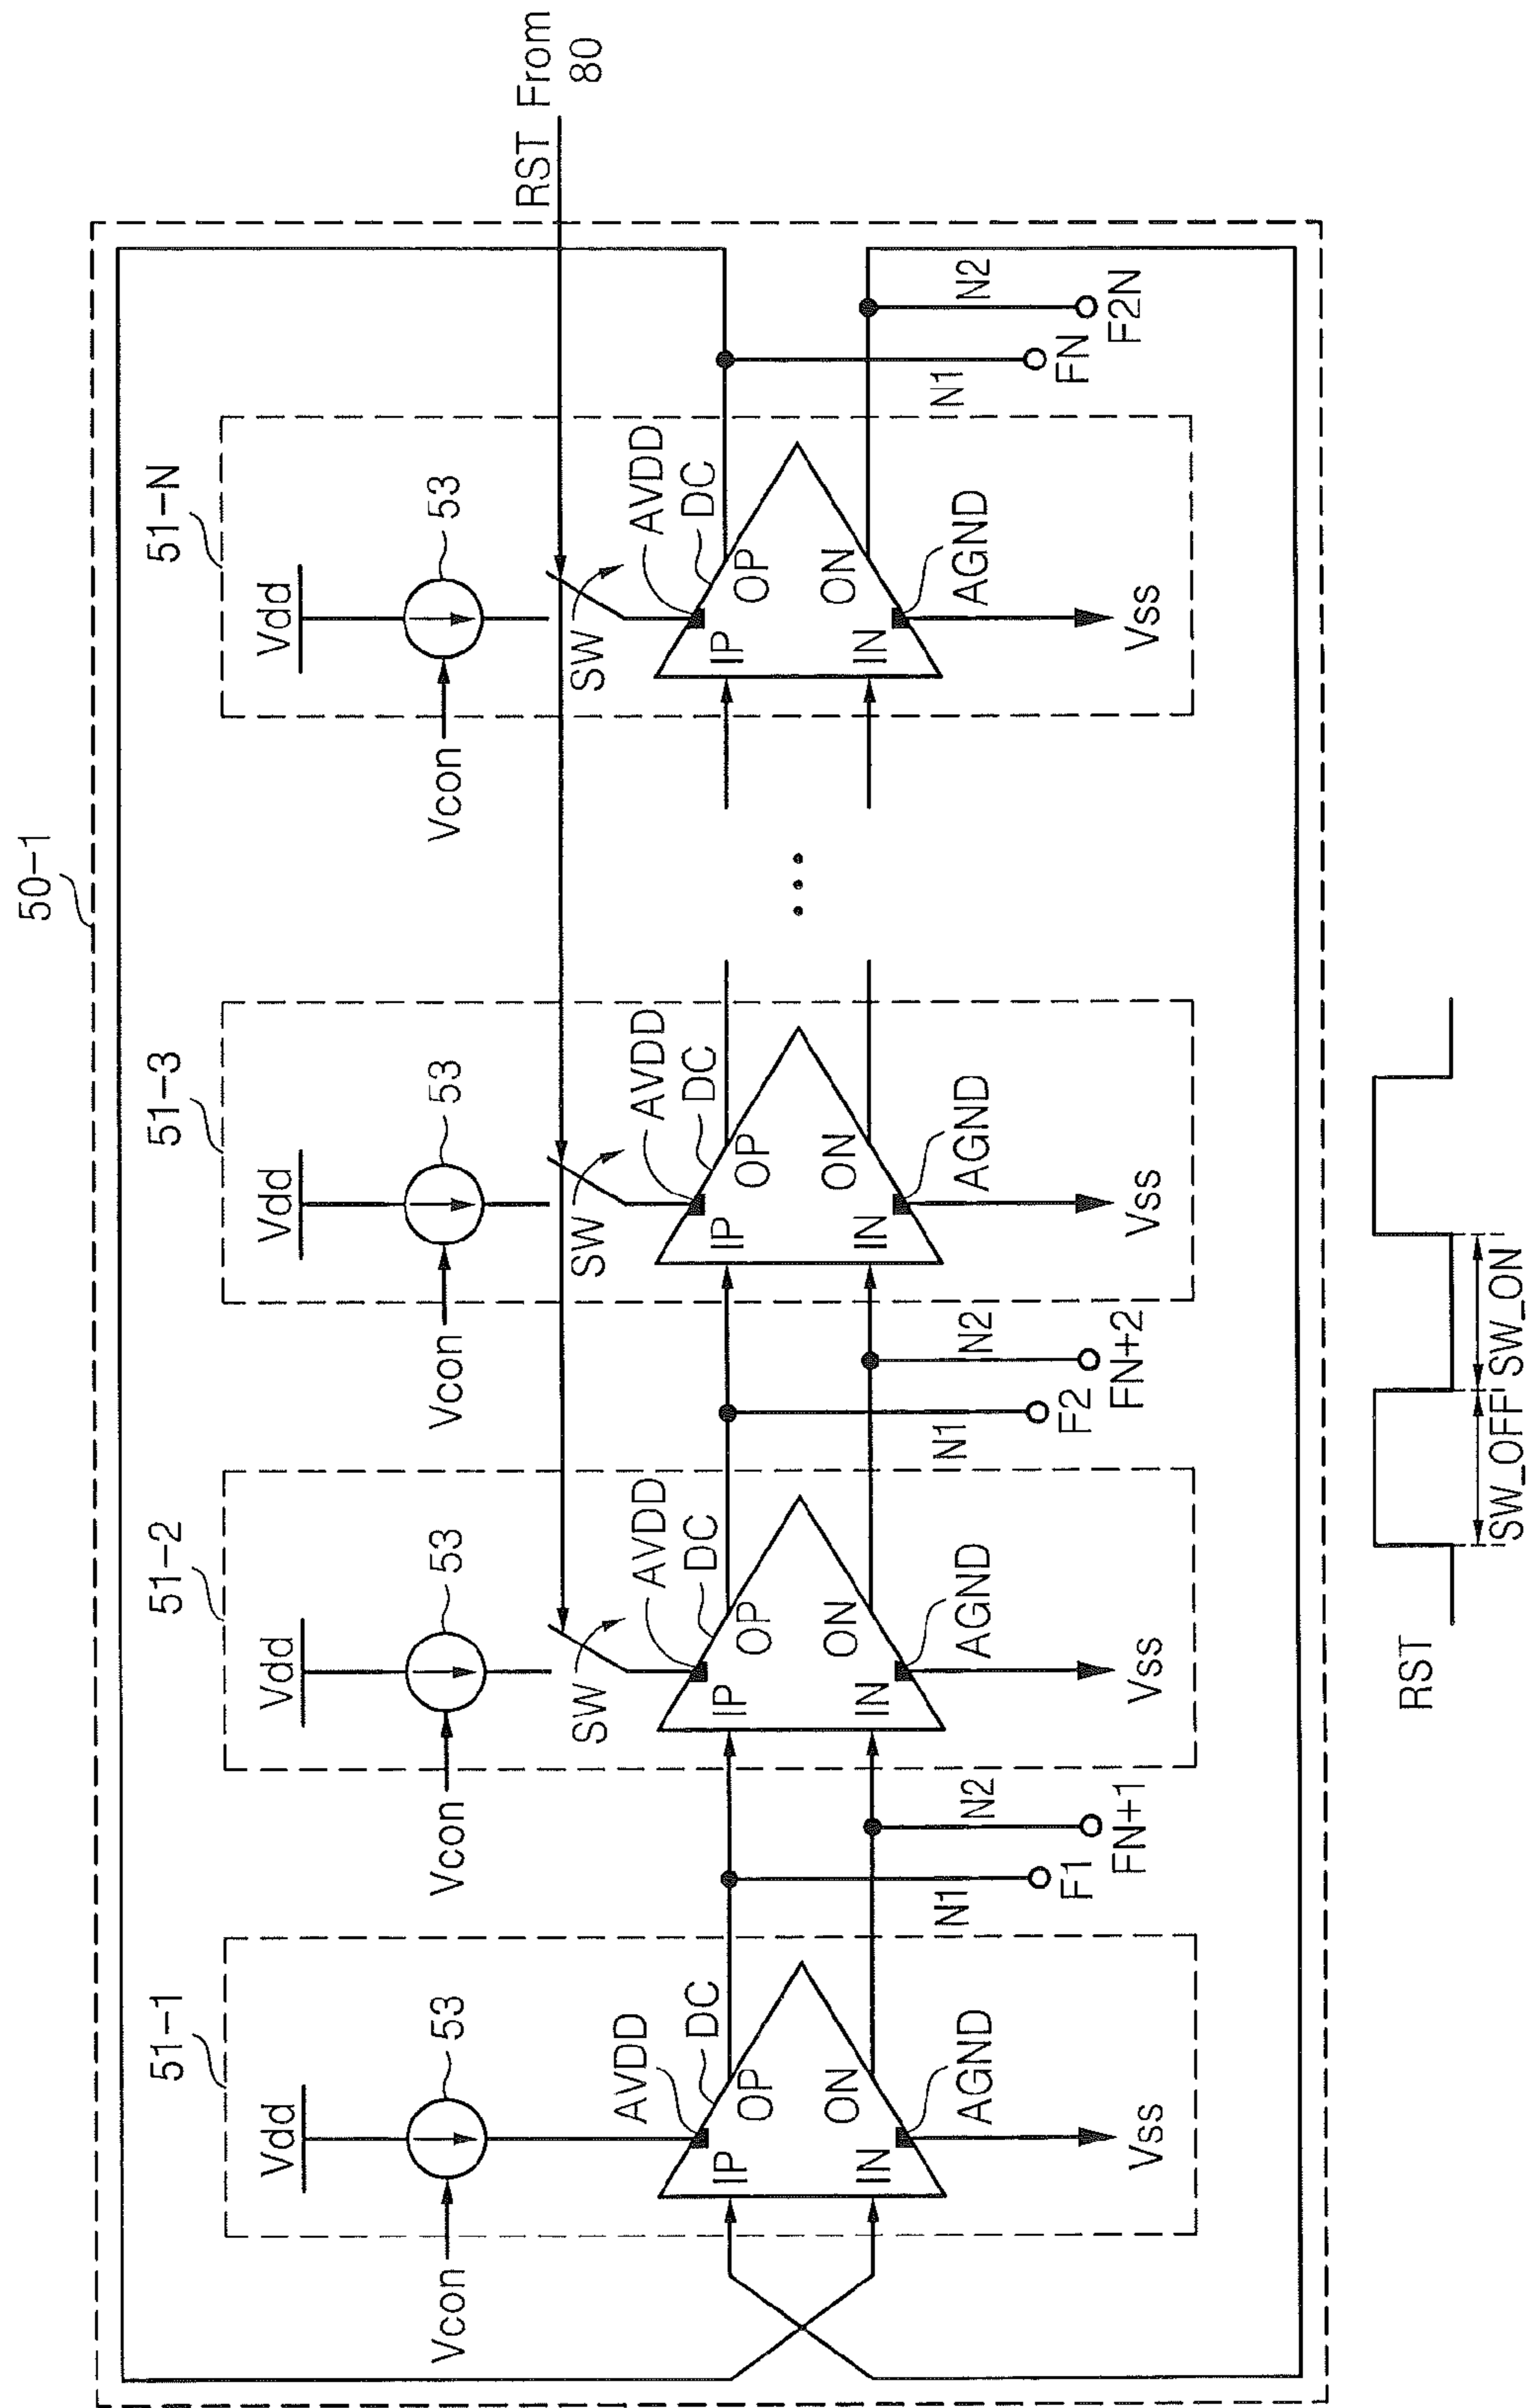 50-1
51-1
51-2
51-3
51-N
Vdd
Vdd
Vdd
Vdd
53
53
53
53
Vcon
Vcon
Vcon
Vcon
RST From
80
SW
SW
SW
AVDD
AVDD
AVDD
AVDD
DC
DC
DC
DC
IP
OP
IP
OP
IP
OP
IP
OP
...
IN
ON
IN
ON
IN
ON
IN
ON
N1
N2
N1
N2
N1
N2
AGND
AGND
AGND
AGND
F1
FN+1
F2
FN+2
FN
F2N
Vss
Vss
Vss
Vss
RST
SW_OFF
SW_ON